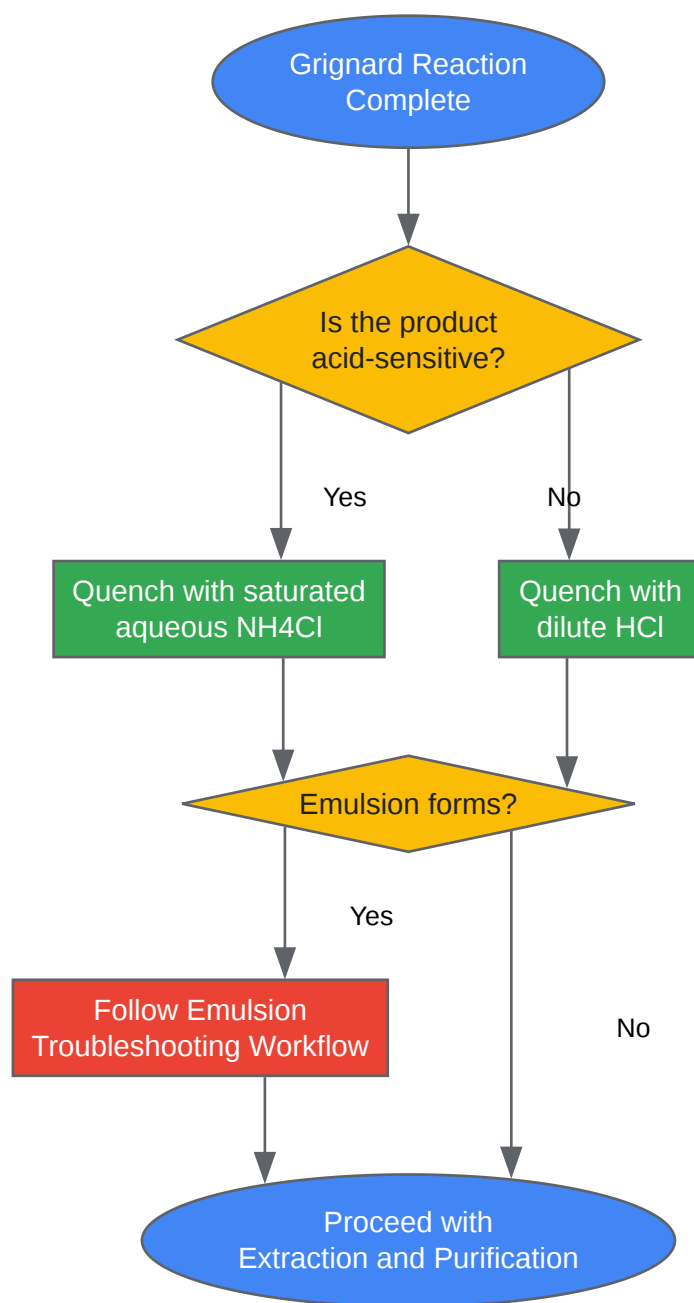 Grignard Reaction
Complete
Is the product
acid-sensitive?
Yes
No
Quench with saturated
aqueous NH4Cl
Quench with
dilute HCl
Emulsion forms?
Yes
Follow Emulsion
Troubleshooting Workflow
No
Proceed with
Extraction and Purification